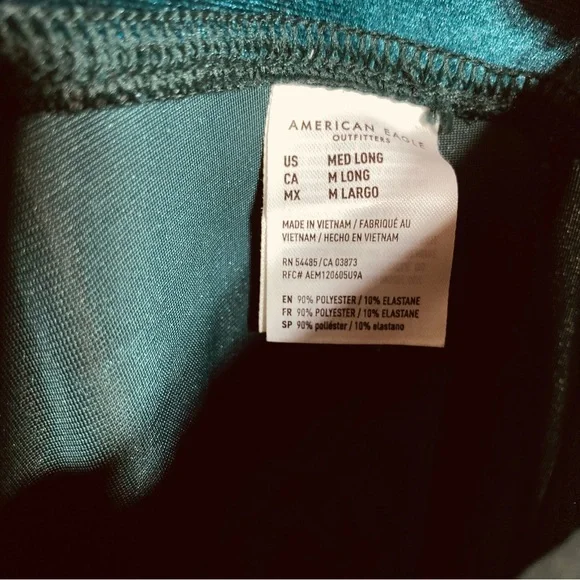 AMERICAN EAGLE
OUTFITTERS
US MED LONG
CA M LONG
MX M LARGO
MADE IN VIETNAM / FABRIQUÉ AU
VIETNAM / HECHO EN VIETNAM
RN 54485/CA 03873
RFC# AEM120605U9A
EN 90% POLYESTER / 10% ELASTANE
FR 90% POLYESTER / 10% ELASTANE
SP 90% poliéster / 10% elastano